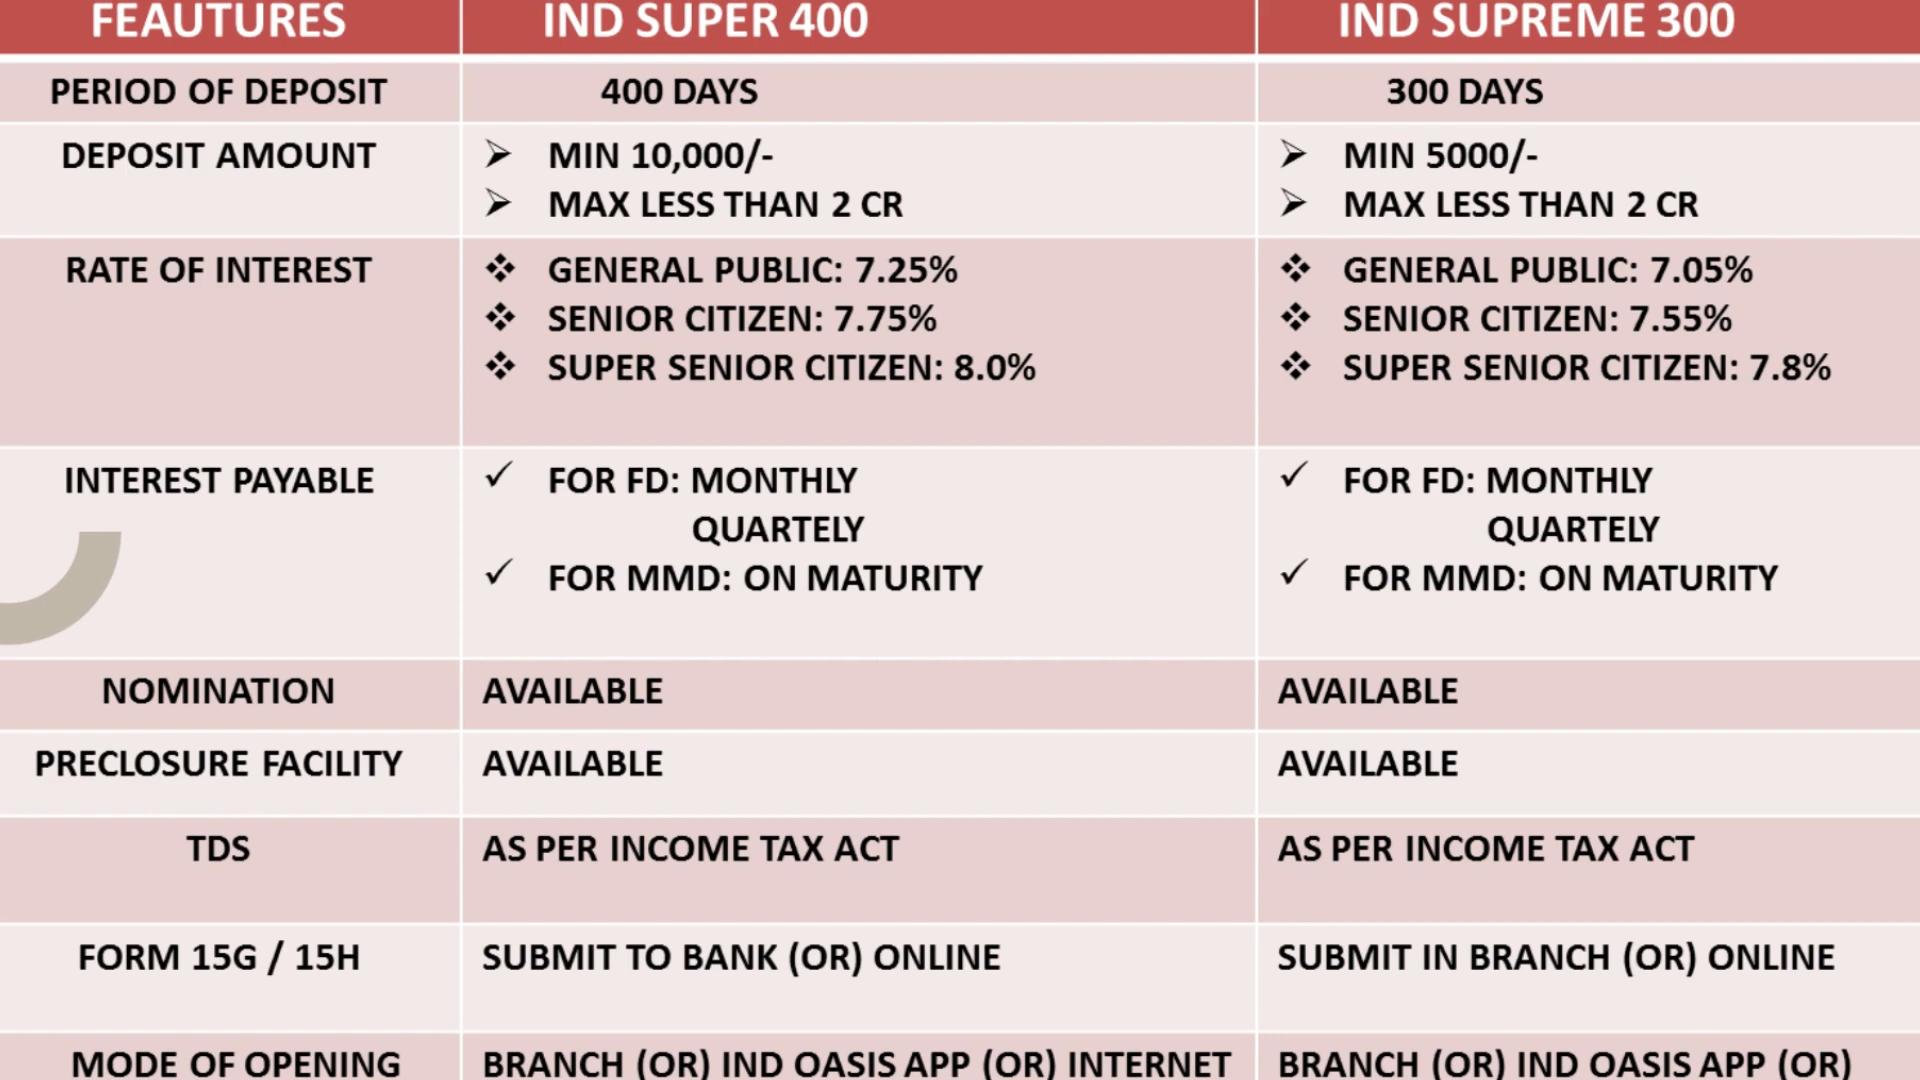 FEAUTURES IND SUPER 400 IND SUPREME 300
PERIOD OF DEPOSIT 400 DAYS 300 DAYS
DEPOSIT AMOUNT ➢ MIN 10,000/- ➢ MIN 5000/-
➢ MAX LESS THAN 2 CR ➢ MAX LESS THAN 2 CR
RATE OF INTEREST ❖ GENERAL PUBLIC: 7.25% ❖ GENERAL PUBLIC: 7.05%
❖ SENIOR CITIZEN: 7.75% ❖ SENIOR CITIZEN: 7.55%
❖ SUPER SENIOR CITIZEN: 8.0% ❖ SUPER SENIOR CITIZEN: 7.8%
INTEREST PAYABLE ✓ FOR FD: MONTHLY ✓ FOR FD: MONTHLY
QUARTELY QUARTELY
✓ FOR MMD: ON MATURITY ✓ FOR MMD: ON MATURITY
NOMINATION AVAILABLE AVAILABLE
PRECLOSURE FACILITY AVAILABLE AVAILABLE
TDS AS PER INCOME TAX ACT AS PER INCOME TAX ACT
FORM 15G / 15H SUBMIT TO BANK (OR) ONLINE SUBMIT IN BRANCH (OR) ONLINE
MODE OF OPENING BRANCH (OR) IND OASIS APP (OR) INTERNET BRANCH (OR) IND OASIS APP (OR)